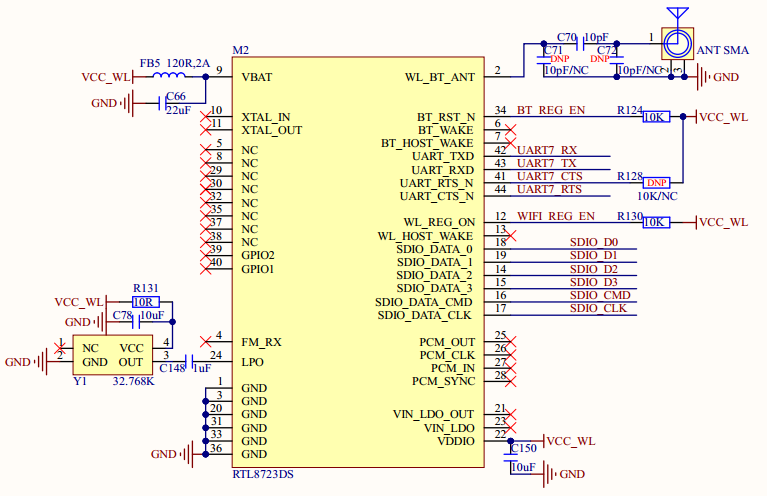 M2
FB5 120R,2A
VCC_WL
9 VBAT
GND
C66
22uF
10 XTAL_IN
11 XTAL_OUT
5 NC
8 NC
29 NC
30 NC
32 NC
35 NC
37 NC
38 NC
39 GPIO2
40 GPIO1
R131
VCC_WL 10R
GND C78 10uF
1 NC VCC 4
GND 2 GND OUT 3
Y1 32.768K
C148 1uF
4 FM_RX
24 LPO
1 GND
3 GND
20 GND
31 GND
33 GND
GND 36 GND
RTL8723DS
WL_BT_ANT 2
C70 10pF
C71 DNP
10pF/NC
C72 DNP
10pF/NC
1 ANT SMA
2 3
GND
BT_RST_N 34 BT_REG_EN R124 10K VCC_WL
BT_WAKE 6
BT_HOST_WAKE 7
UART_TXD 42 UART7_RX
UART_RXD 43 UART7_TX
UART_RTS_N 41 UART7_CTS R128 DNP
10K/NC
UART_CTS_N 44 UART7_RTS
WL_REG_ON 12 WIFI_REG_EN R130 10K VCC_WL
WL_HOST_WAKE 13
SDIO_DATA_0 18 SDIO_D0
SDIO_DATA_1 19 SDIO_D1
SDIO_DATA_2 14 SDIO_D2
SDIO_DATA_3 15 SDIO_D3
SDIO_DATA_CMD 16 SDIO_CMD
SDIO_DATA_CLK 17 SDIO_CLK
PCM_OUT 25
PCM_CLK 26
PCM_IN 27
PCM_SYNC 28
VIN_LDO_OUT 21
VIN_LDO 23
VDDIO 22 VCC_WL
C150
10uF GND